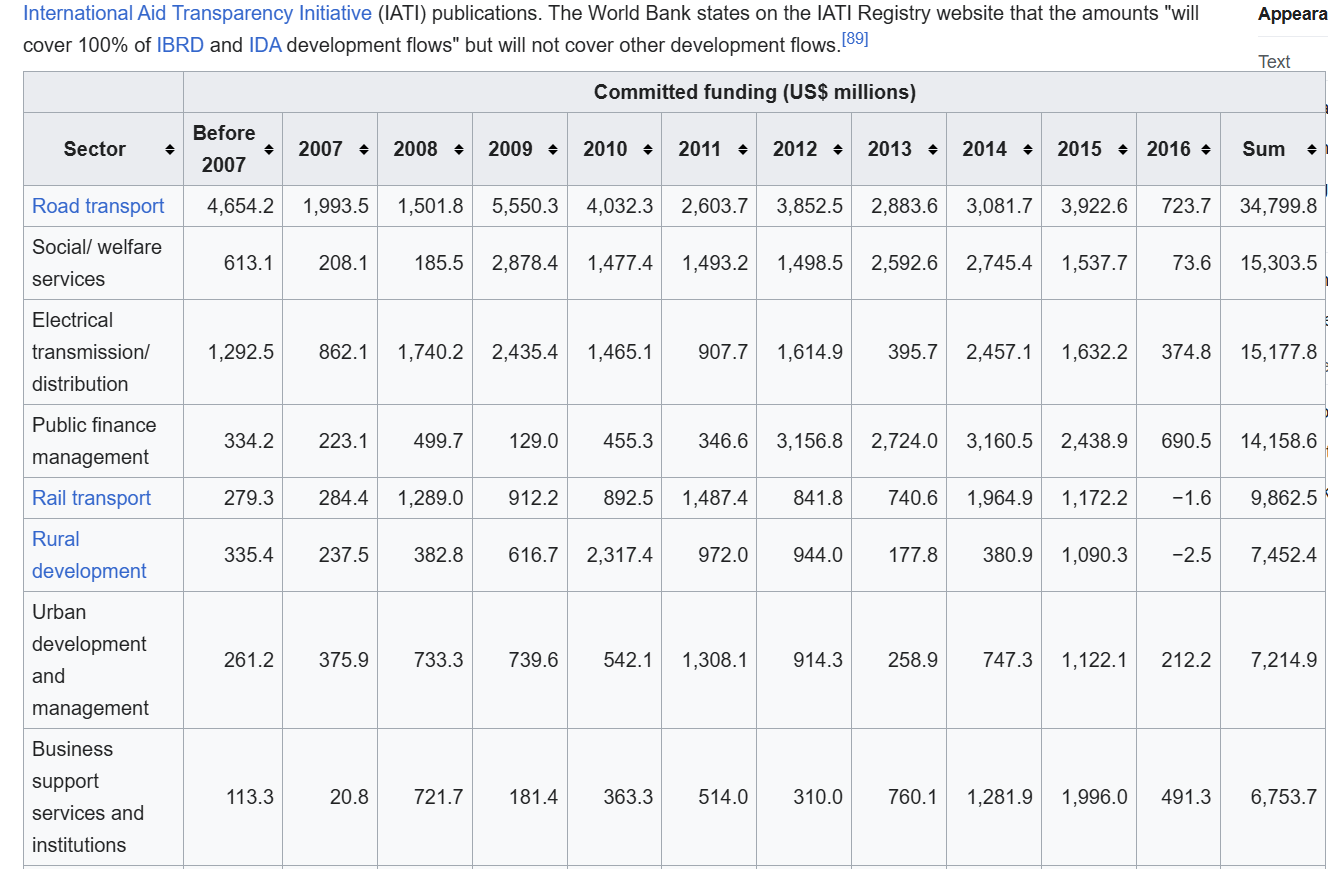 International Aid Transparency Initiative (IATI) publications. The World Bank states on the IATI Registry website that the amounts "will
cover 100% of IBRD and IDA development flows" but will not cover other development flows.[89]
Appeara
Text
Committed funding (US$ millions)
Sector Before 2007 2007 2008 2009 2010 2011 2012 2013 2014 2015 2016 Sum
Road transport 4,654.2 1,993.5 1,501.8 5,550.3 4,032.3 2,603.7 3,852.5 2,883.6 3,081.7 3,922.6 723.7 34,799.8
Social/ welfare
services 613.1 208.1 185.5 2,878.4 1,477.4 1,493.2 1,498.5 2,592.6 2,745.4 1,537.7 73.6 15,303.5
Electrical
transmission/ 1,292.5 862.1 1,740.2 2,435.4 1,465.1 907.7 1,614.9 395.7 2,457.1 1,632.2 374.8 15,177.8
distribution
Public finance
management 334.2 223.1 499.7 129.0 455.3 346.6 3,156.8 2,724.0 3,160.5 2,438.9 690.5 14,158.6
Rail transport 279.3 284.4 1,289.0 912.2 892.5 1,487.4 841.8 740.6 1,964.9 1,172.2 −1.6 9,862.5
Rural
development 335.4 237.5 382.8 616.7 2,317.4 972.0 944.0 177.8 380.9 1,090.3 −2.5 7,452.4
Urban
development
and
management 261.2 375.9 733.3 739.6 542.1 1,308.1 914.3 258.9 747.3 1,122.1 212.2 7,214.9
Business
support
services and
institutions 113.3 20.8 721.7 181.4 363.3 514.0 310.0 760.1 1,281.9 1,996.0 491.3 6,753.7